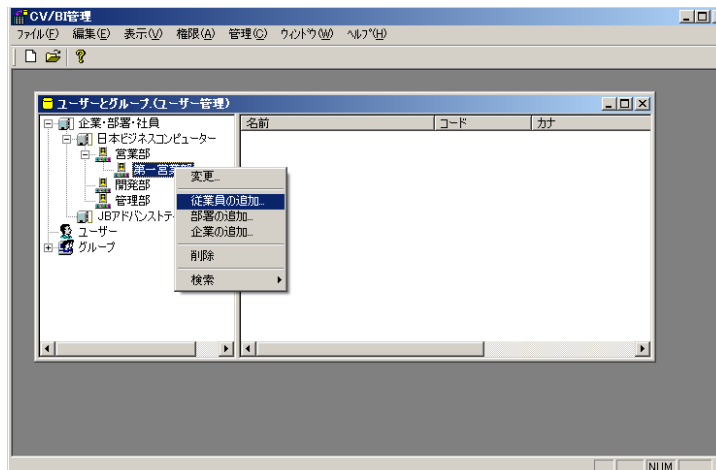 CV/BI管理
ファイル(F) 編集(E) 表示(V) 権限(A) 管理(C) ウィンドウ(W) ヘルプ(H)
ユーザーとグループ.(ユーザー管理)
企業・部署・社員
日本ビジネスコンピューター
営業部
第一営業部
開発部
管理部
JBアドバンストテ
ユーザー
グループ
名前 コード カナ
変更...
従業員の追加...
部署の追加...
企業の追加...
削除
検索
NUM